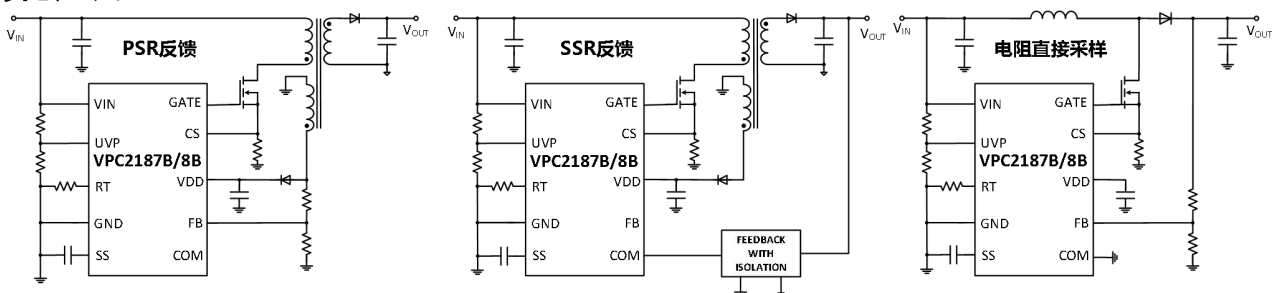 PSR反馈
V_IN
V_OUT
VIN
GATE
CS
UVP
VPC2187B/8B
VDD
RT
GND
FB
SS
COM
SSR反馈
V_IN
V_OUT
VIN
GATE
CS
UVP
VPC2187B/8B
VDD
RT
GND
FB
SS
COM
FEEDBACK
WITH
ISOLATION
电阻直接采样
V_IN
V_OUT
VIN
GATE
CS
UVP
VPC2187B/8B
VDD
RT
GND
FB
SS
COM